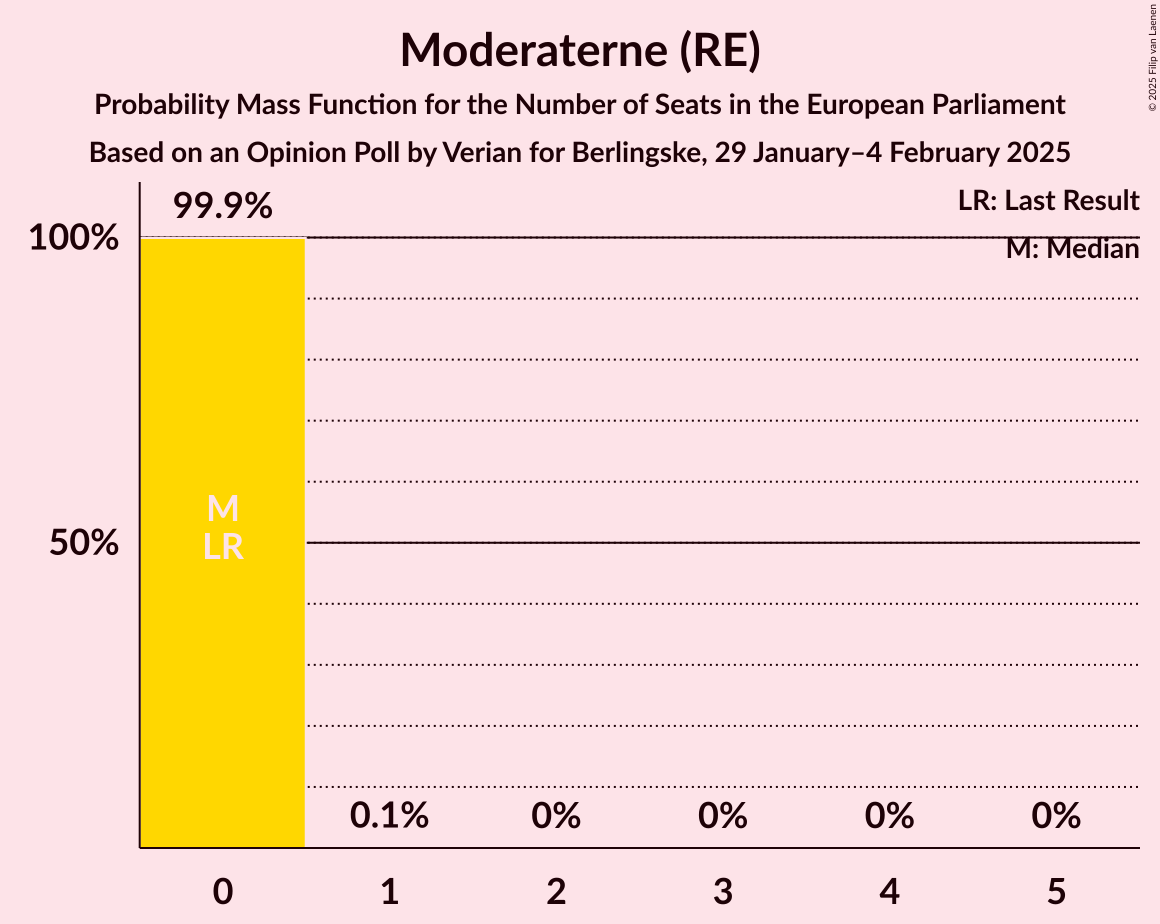 Moderaterne (RE)
Probability Mass Function for the Number of Seats in the European Parliament
Based on an Opinion Poll by Verian for Berlingske, 29 January–4 February 2025
© 2025 Filip van Laenen
LR: Last Result
M: Median
99.9%
100%
M
LR
50%
0.1% 0% 0% 0% 0%
0 1 2 3 4 5